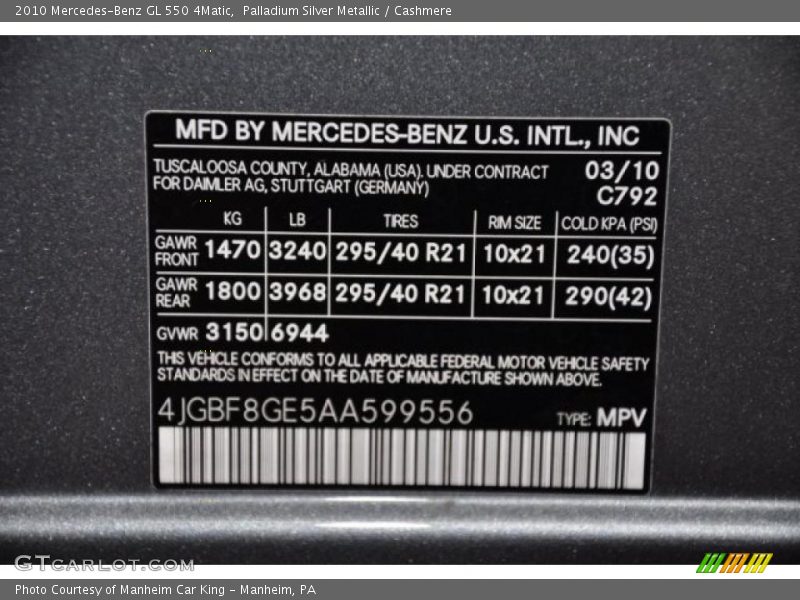 2010 Mercedes-Benz GL 550 4Matic,  Palladium Silver Metallic / Cashmere
MFD BY MERCEDES-BENZ U.S. INTL., INC
TUSCALOOSA COUNTY, ALABAMA (USA). UNDER CONTRACT 03/10
FOR DAIMLER AG, STUTTGART (GERMANY) C792
KG LB TIRES RIM SIZE COLD KPA (PSI)
GAWR FRONT 1470 3240 295/40 R21 10x21 240(35)
GAWR REAR 1800 3968 295/40 R21 10x21 290(42)
GVWR 3150 6944
THIS VEHICLE CONFORMS TO ALL APPLICABLE FEDERAL MOTOR VEHICLE SAFETY
STANDARDS IN EFFECT ON THE DATE OF MANUFACTURE SHOWN ABOVE.
4JGBF8GE5AA599556 TYPE: MPV
GTCARLOT.COM
Photo Courtesy of Manheim Car King - Manheim, PA